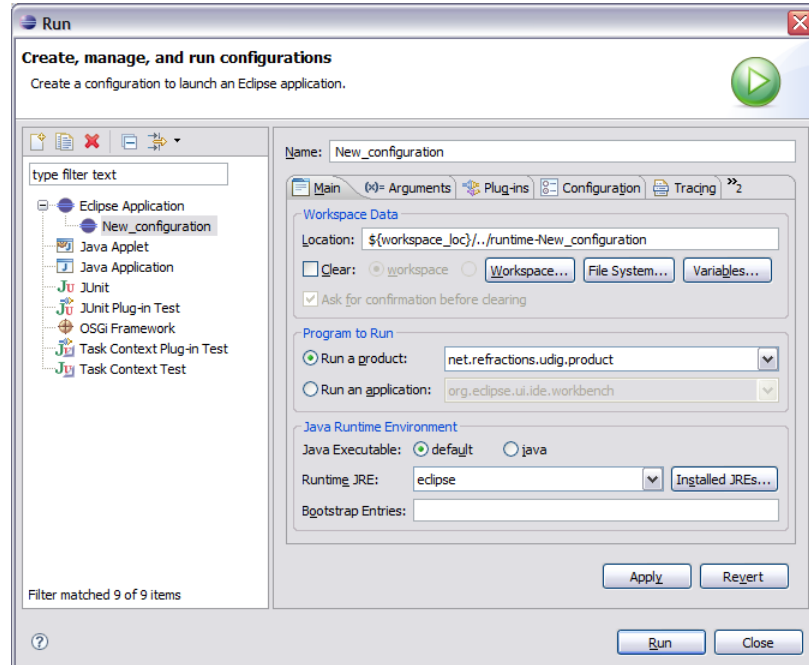 Run
Create, manage, and run configurations
Create a configuration to launch an Eclipse application.
type filter text
Eclipse Application
New_configuration
Java Applet
Java Application
JUnit
JUnit Plug-in Test
OSGi Framework
Task Context Plug-in Test
Task Context Test
Filter matched 9 of 9 items
Name: New_configuration
Main (x)= Arguments Plug-ins Configuration Tracing »2
Workspace Data
Location: ${workspace_loc}/../runtime-New_configuration
Clear: workspace Workspace... File System... Variables...
Ask for confirmation before clearing
Program to Run
Run a product: net.refractions.udig.product
Run an application: org.eclipse.ui.ide.workbench
Java Runtime Environment
Java Executable: default java
Runtime JRE: eclipse Installed JREs...
Bootstrap Entries:
Apply Revert
Run Close